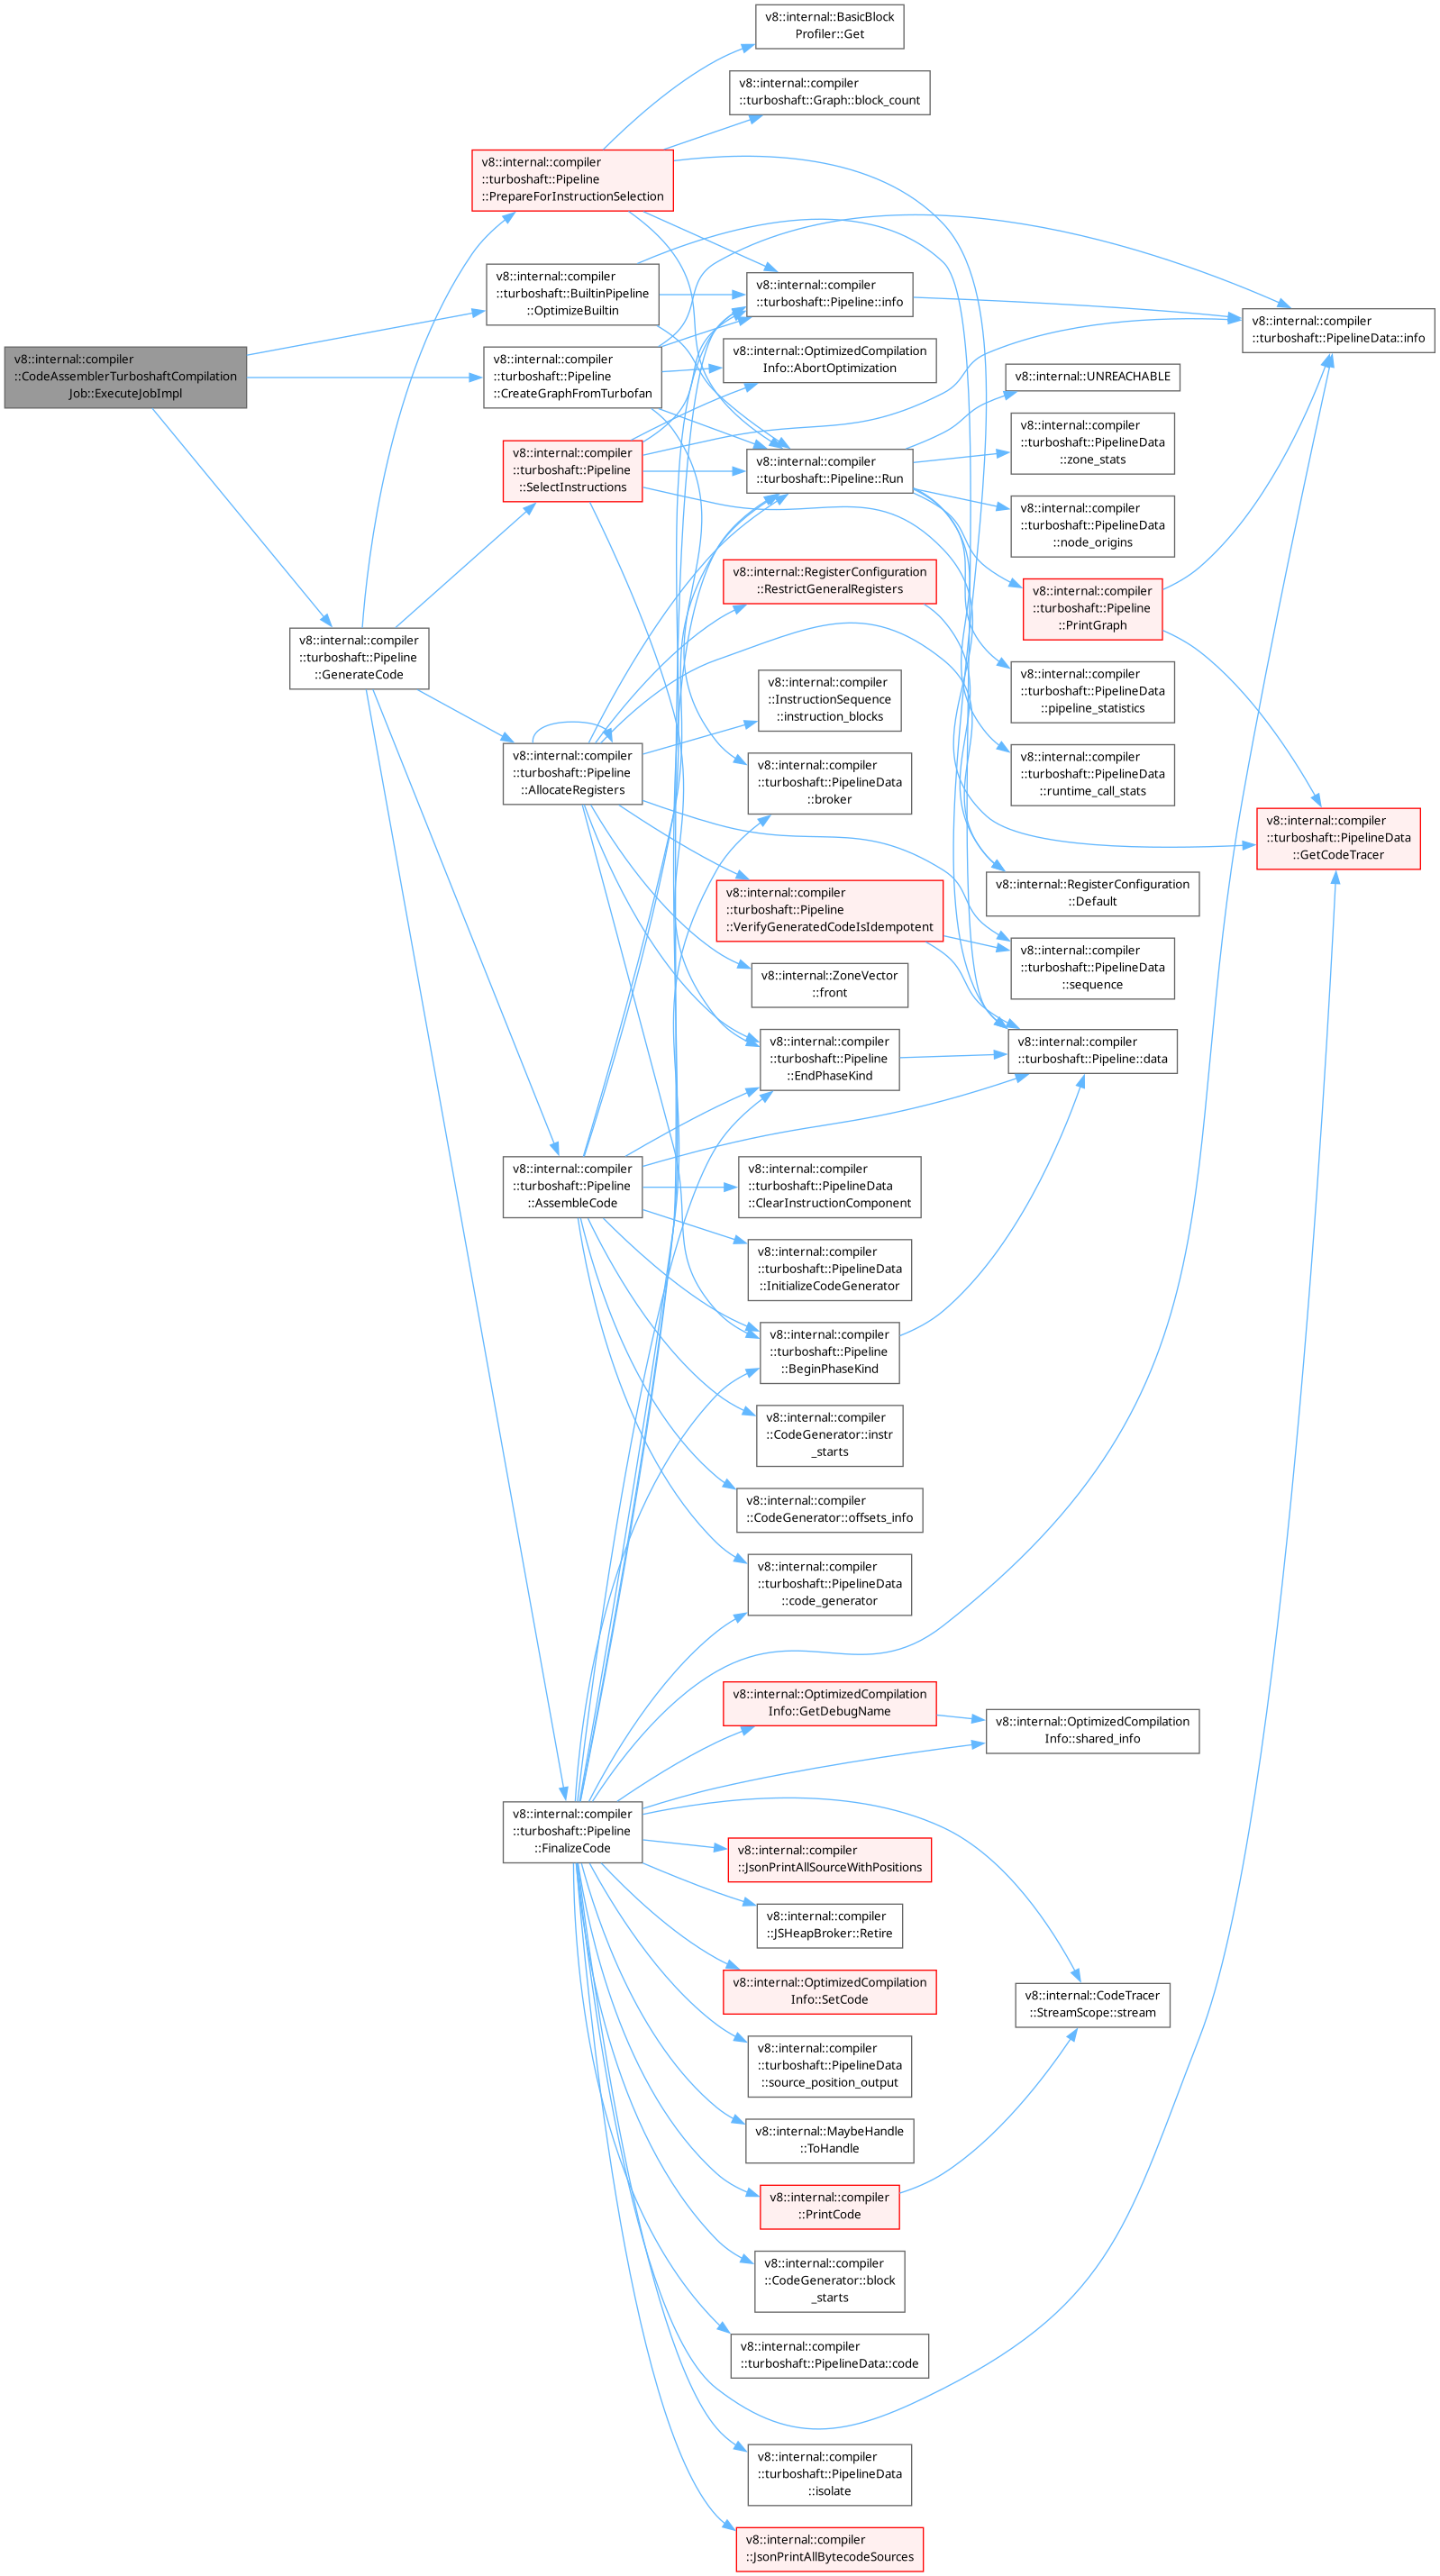 v8::internal::BasicBlock
Profiler::Get
v8::internal::compiler
::turboshaft::Graph::block_count
v8::internal::compiler
::turboshaft::Pipeline
::PrepareForInstructionSelection
v8::internal::compiler
::turboshaft::BuiltinPipeline
::OptimizeBuiltin
v8::internal::compiler
::turboshaft::Pipeline::info
v8::internal::compiler
::turboshaft::PipelineData::info
v8::internal::compiler
::CodeAssemblerTurboshaftCompilation
Job::ExecuteJobImpl
v8::internal::compiler
::turboshaft::Pipeline
::CreateGraphFromTurbofan
v8::internal::OptimizedCompilation
Info::AbortOptimization
v8::internal::UNREACHABLE
v8::internal::compiler
::turboshaft::Pipeline
::SelectInstructions
v8::internal::compiler
::turboshaft::Pipeline::Run
v8::internal::compiler
::turboshaft::PipelineData
::zone_stats
v8::internal::compiler
::turboshaft::PipelineData
::node_origins
v8::internal::RegisterConfiguration
::RestrictGeneralRegisters
v8::internal::compiler
::turboshaft::Pipeline
::PrintGraph
v8::internal::compiler
::turboshaft::Pipeline
::GenerateCode
v8::internal::compiler
::InstructionSequence
::instruction_blocks
v8::internal::compiler
::turboshaft::PipelineData
::pipeline_statistics
v8::internal::compiler
::turboshaft::Pipeline
::AllocateRegisters
v8::internal::compiler
::turboshaft::PipelineData
::broker
v8::internal::compiler
::turboshaft::PipelineData
::runtime_call_stats
v8::internal::compiler
::turboshaft::PipelineData
::GetCodeTracer
v8::internal::compiler
::turboshaft::Pipeline
::VerifyGeneratedCodeIsIdempotent
v8::internal::RegisterConfiguration
::Default
v8::internal::ZoneVector
::front
v8::internal::compiler
::turboshaft::PipelineData
::sequence
v8::internal::compiler
::turboshaft::Pipeline
::EndPhaseKind
v8::internal::compiler
::turboshaft::Pipeline::data
v8::internal::compiler
::turboshaft::Pipeline
::AssembleCode
v8::internal::compiler
::turboshaft::PipelineData
::ClearInstructionComponent
v8::internal::compiler
::turboshaft::PipelineData
::InitializeCodeGenerator
v8::internal::compiler
::turboshaft::Pipeline
::BeginPhaseKind
v8::internal::compiler
::CodeGenerator::instr
_starts
v8::internal::compiler
::CodeGenerator::offsets_info
v8::internal::compiler
::turboshaft::PipelineData
::code_generator
v8::internal::OptimizedCompilation
Info::GetDebugName
v8::internal::OptimizedCompilation
Info::shared_info
v8::internal::compiler
::turboshaft::Pipeline
::FinalizeCode
v8::internal::compiler
::JsonPrintAllSourceWithPositions
v8::internal::compiler
::JSHeapBroker::Retire
v8::internal::OptimizedCompilation
Info::SetCode
v8::internal::CodeTracer
::StreamScope::stream
v8::internal::compiler
::turboshaft::PipelineData
::source_position_output
v8::internal::MaybeHandle
::ToHandle
v8::internal::compiler
::PrintCode
v8::internal::compiler
::CodeGenerator::block
_starts
v8::internal::compiler
::turboshaft::PipelineData::code
v8::internal::compiler
::turboshaft::PipelineData
::isolate
v8::internal::compiler
::JsonPrintAllBytecodeSources